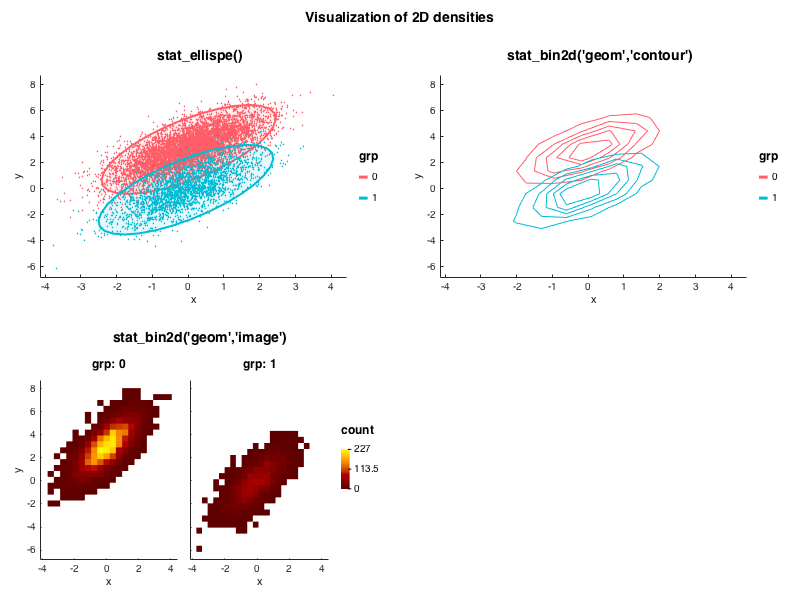 Visualization of 2D densities
stat_ellispe()
8
6
4
2
0
-2
-4
-6
y
-4 -3 -2 -1 0 1 2 3 4
x
grp
0
1
stat_bin2d('geom','contour')
8
6
4
2
0
-2
-4
-6
y
-4 -3 -2 -1 0 1 2 3 4
x
grp
0
1
stat_bin2d('geom','image')
grp: 0
grp: 1
8
6
4
2
0
-2
-4
-6
y
-4 -2 0 2 4
x
-4 -2 0 2 4
x
count
227
113.5
0